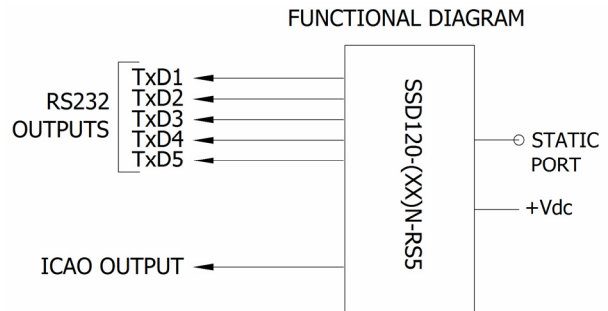 FUNCTIONAL DIAGRAM
RS232
OUTPUTS
TxD1
TxD2
TxD3
TxD4
TxD5
SSD120-(XX)N-RS5
STATIC
PORT
+Vdc
ICAO OUTPUT